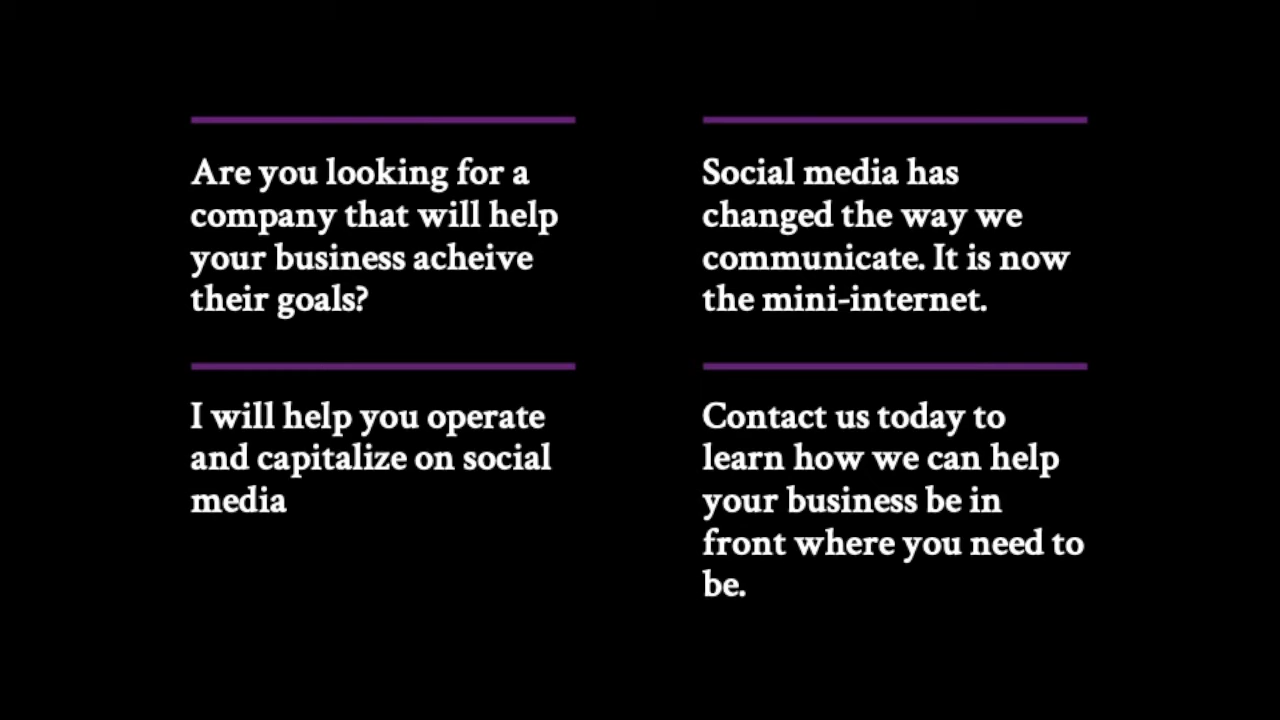 Are you looking for a
company that will help
your business acheive
their goals?
Social media has
changed the way we
communicate. It is now
the mini-internet.
I will help you operate
and capitalize on social
media
Contact us today to
learn how we can help
your business be in
front where you need to
be.